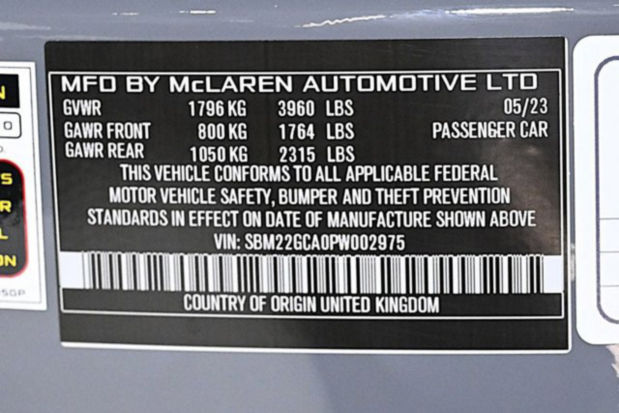 MFD BY McLAREN AUTOMOTIVE LTD
GVWR 1796 KG 3960 LBS 05/23
GAWR FRONT 800 KG 1764 LBS PASSENGER CAR
GAWR REAR 1050 KG 2315 LBS
THIS VEHICLE CONFORMS TO ALL APPLICABLE FEDERAL
MOTOR VEHICLE SAFETY, BUMPER AND THEFT PREVENTION
STANDARDS IN EFFECT ON DATE OF MANUFACTURE SHOWN ABOVE
VIN: SBM22GCA0PW002975
COUNTRY OF ORIGIN UNITED KINGDOM